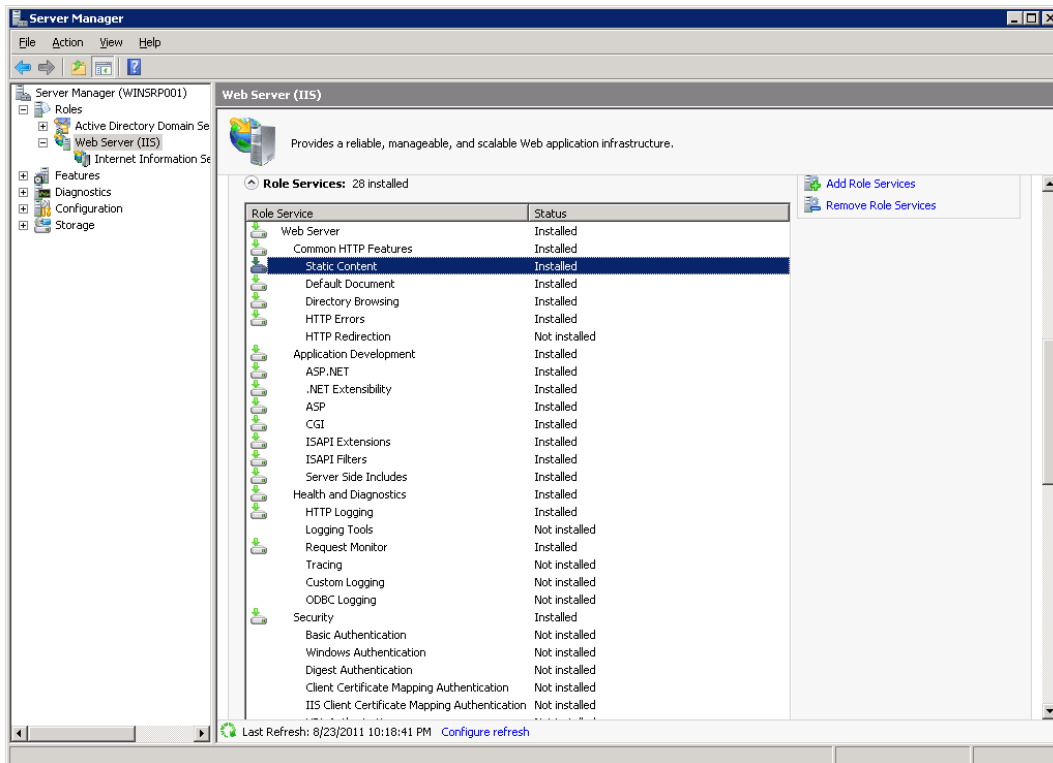 Server Manager
File Action View Help
Server Manager (WINSRP001)
Roles
Active Directory Domain Se
Web Server (IIS)
Internet Information Se
Features
Diagnostics
Configuration
Storage
Web Server (IIS)
Provides a reliable, manageable, and scalable Web application infrastructure.
Role Services: 28 installed
Role Service Status
Web Server Installed
Common HTTP Features Installed
Static Content Installed
Default Document Installed
Directory Browsing Installed
HTTP Errors Installed
HTTP Redirection Not installed
Application Development Installed
ASP.NET Installed
.NET Extensibility Installed
ASP Installed
CGI Installed
ISAPI Extensions Installed
ISAPI Filters Installed
Server Side Includes Installed
Health and Diagnostics Installed
HTTP Logging Installed
Logging Tools Not installed
Request Monitor Installed
Tracing Not installed
Custom Logging Not installed
ODBC Logging Not installed
Security Installed
Basic Authentication Not installed
Windows Authentication Not installed
Digest Authentication Not installed
Client Certificate Mapping Authentication Not installed
IIS Client Certificate Mapping Authentication Not installed
Add Role Services
Remove Role Services
Last Refresh: 8/23/2011 10:18:41 PM Configure refresh